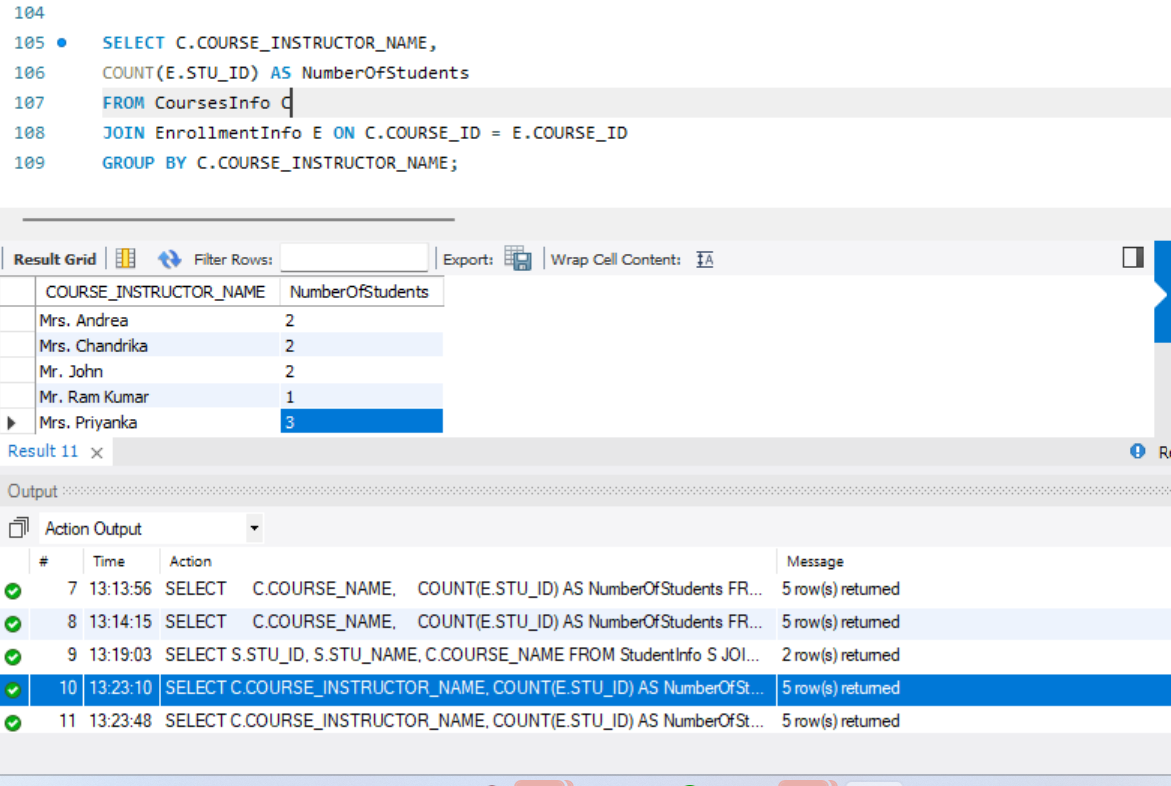 104
105 SELECT C.COURSE_INSTRUCTOR_NAME,
106 COUNT(E.STU_ID) AS NumberOfStudents
107 FROM CoursesInfo C
108 JOIN EnrollmentInfo E ON C.COURSE_ID = E.COURSE_ID
109 GROUP BY C.COURSE_INSTRUCTOR_NAME;
Result Grid Filter Rows: Export: Wrap Cell Content:
COURSE_INSTRUCTOR_NAME NumberOfStudents
Mrs. Andrea 2
Mrs. Chandrika 2
Mr. John 2
Mr. Ram Kumar 1
Mrs. Priyanka 3
Result 11 ×
Output
Action Output
# Time Action Message
7 13:13:56 SELECT C.COURSE_NAME, COUNT(E.STU_ID) AS NumberOfStudents FR... 5 row(s) returned
8 13:14:15 SELECT C.COURSE_NAME, COUNT(E.STU_ID) AS NumberOfStudents FR... 5 row(s) returned
9 13:19:03 SELECT S.STU_ID, S.STU_NAME, C.COURSE_NAME FROM StudentInfo S JOI... 2 row(s) returned
10 13:23:10 SELECT C.COURSE_INSTRUCTOR_NAME, COUNT(E.STU_ID) AS NumberOfSt... 5 row(s) returned
11 13:23:48 SELECT C.COURSE_INSTRUCTOR_NAME, COUNT(E.STU_ID) AS NumberOfSt... 5 row(s) returned